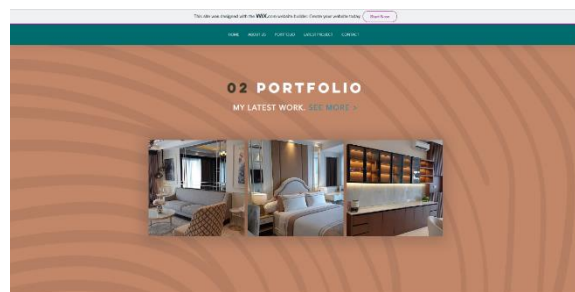 This site was designed with the WIX.com website builder. Create your website today. Start Now
HOME ABOUT US PORTFOLIO LATEST PROJECT CONTACT
02 PORTFOLIO
MY LATEST WORK. SEE MORE >